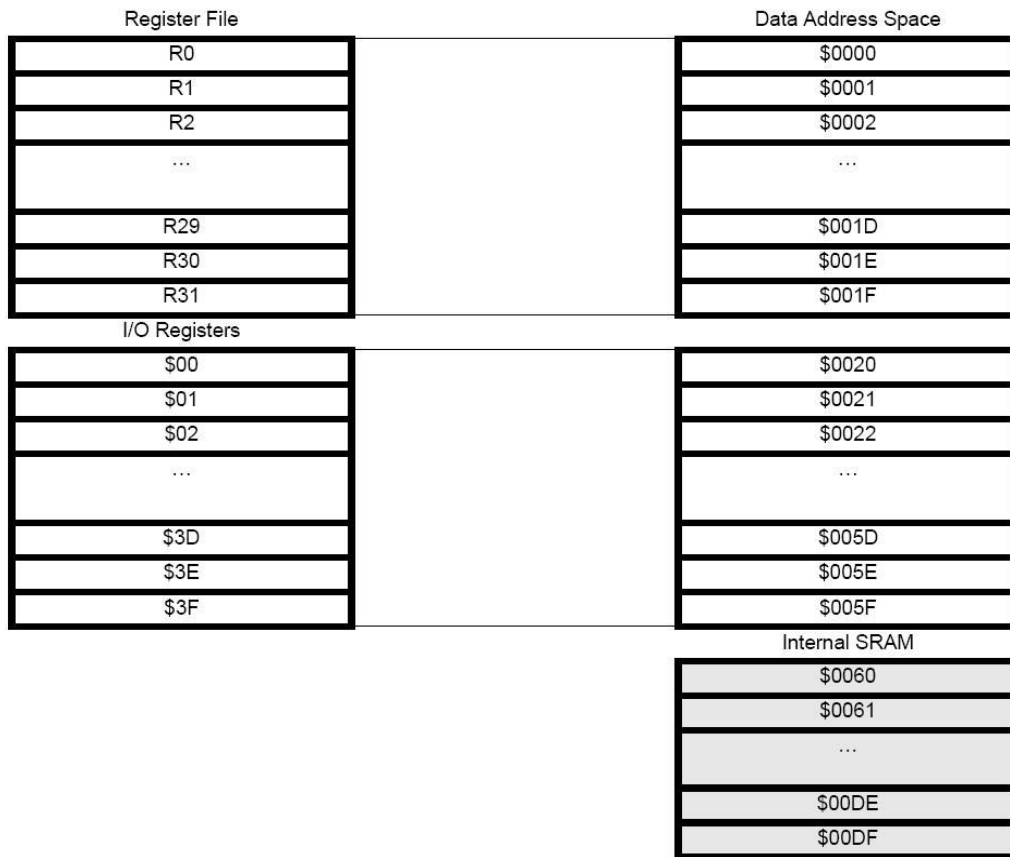 Register File
Data Address Space
R0
$0000
R1
$0001
R2
$0002
...
...
R29
$001D
R30
$001E
R31
$001F
I/O Registers
$00
$0020
$01
$0021
$02
$0022
...
...
$3D
$005D
$3E
$005E
$3F
$005F
Internal SRAM
$0060
$0061
...
$00DE
$00DF